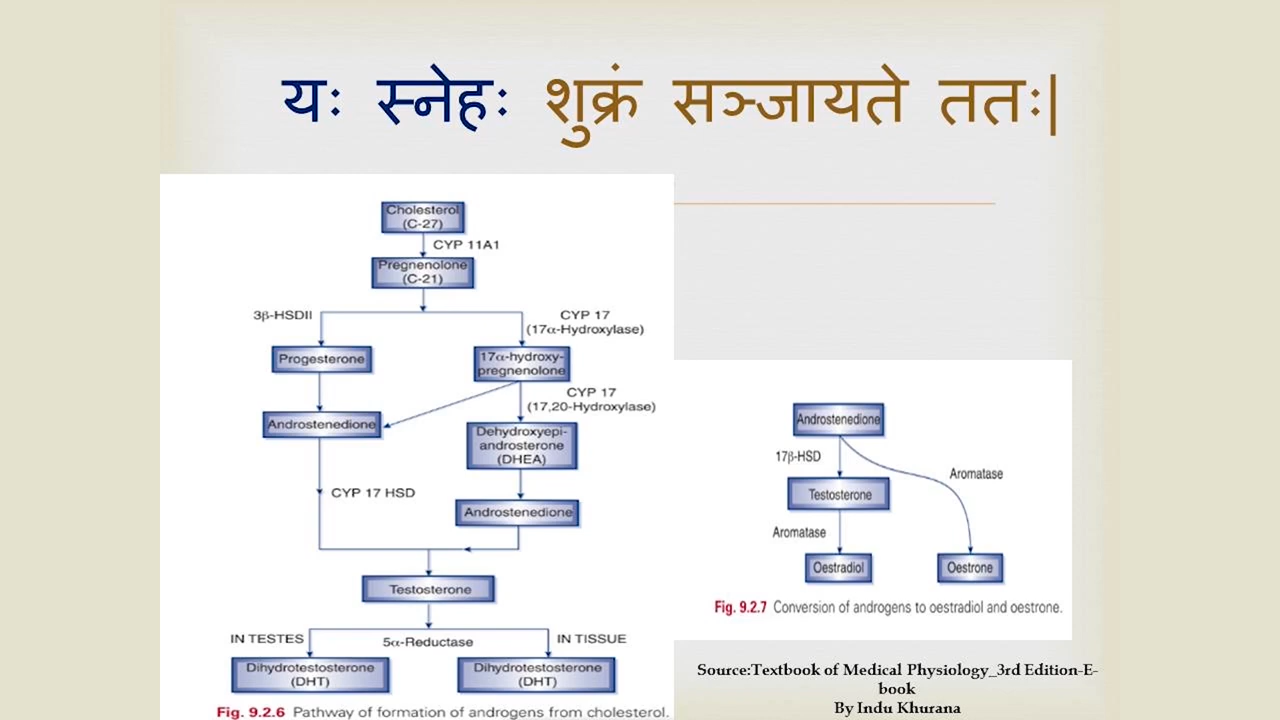 यः स्नेहः शुक्रं सञ्जायते ततः|
Cholesterol
(C-27)
CYP 11A1
Pregnenolone
(C-21)
3β-HSDII
CYP 17
(17α-Hydroxylase)
Progesterone
17α-hydroxy-
pregnenolone
CYP 17
(17,20-Hydroxylase)
Androstenedione
Dehydroxyepi-
androsterone
(DHEA)
CYP 17 HSD
Androstenedione
Testosterone
IN TESTES
5α-Reductase
IN TISSUE
Dihydrotestosterone
(DHT)
Dihydrotestosterone
(DHT)
Fig. 9.2.6 Pathway of formation of androgens from cholesterol.
Androstenedione
17β-HSD
Aromatase
Testosterone
Aromatase
Oestradiol
Oestrone
Fig. 9.2.7 Conversion of androgens to oestradiol and oestrone.
Source:Textbook of Medical Physiology_3rd Edition-E-
book
By Indu Khurana